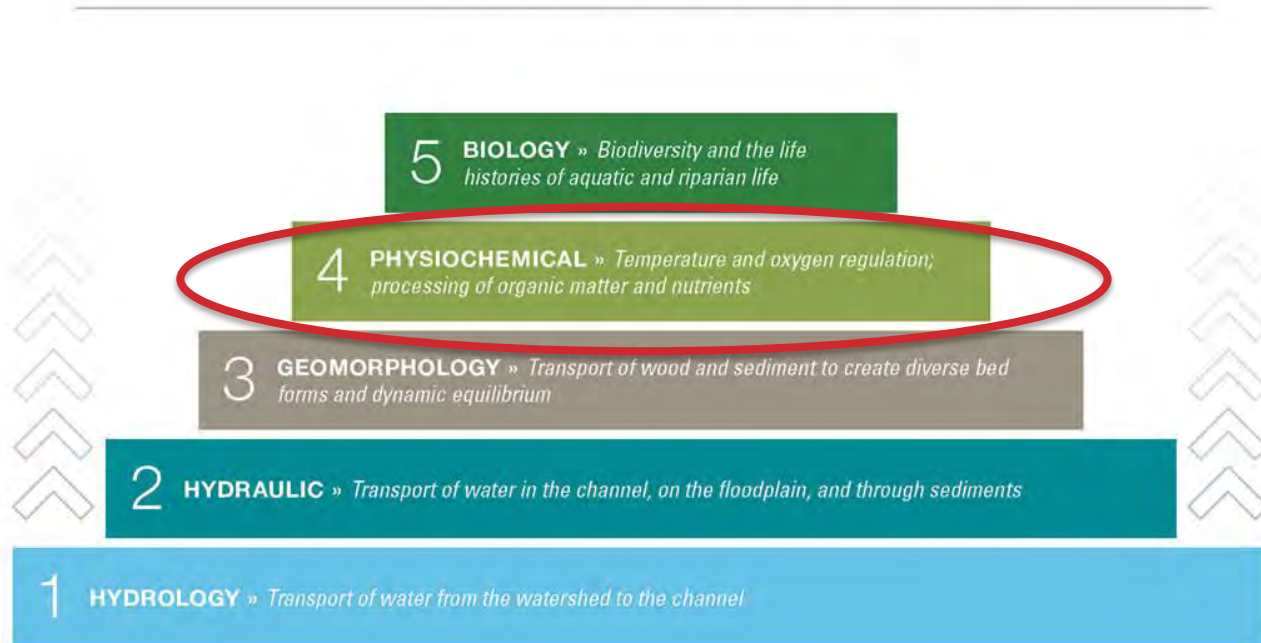 5 BIOLOGY » Biodiversity and the life
histories of aquatic and riparian life
4 PHYSIOCHEMICAL » Temperature and oxygen regulation;
processing of organic matter and nutrients
3 GEOMORPHOLOGY » Transport of wood and sediment to create diverse bed
forms and dynamic equilibrium
2 HYDRAULIC » Transport of water in the channel, on the floodplain, and through sediments
1 HYDROLOGY » Transport of water from the watershed to the channel